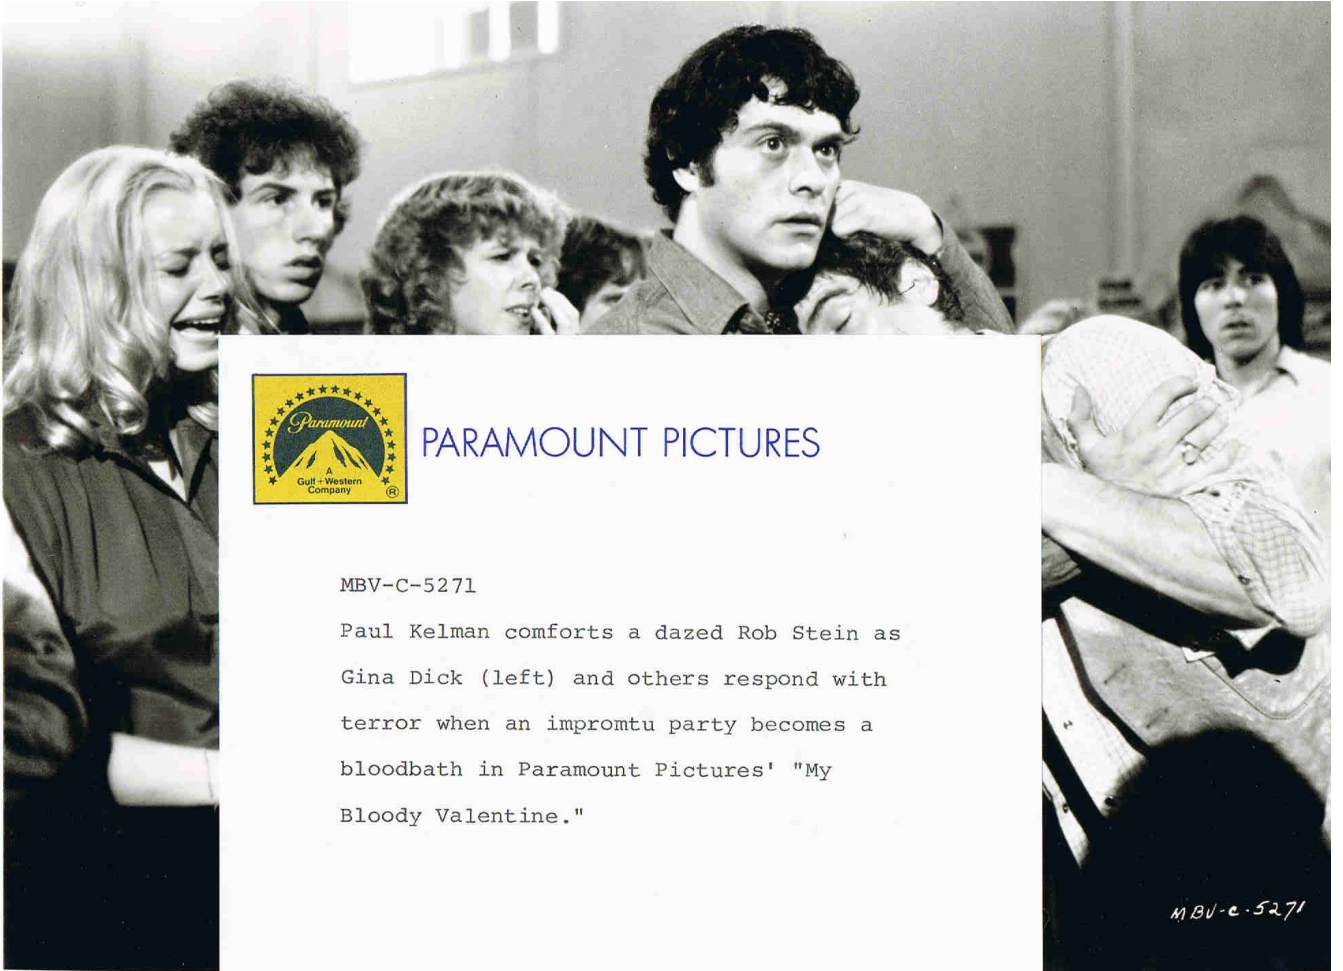 Paramount
A
Gulf + Western
Company
®
PARAMOUNT PICTURES
MBV-C-5271
Paul Kelman comforts a dazed Rob Stein as
Gina Dick (left) and others respond with
terror when an impromtu party becomes a
bloodbath in Paramount Pictures' "My
Bloody Valentine."
MBV-C-5271